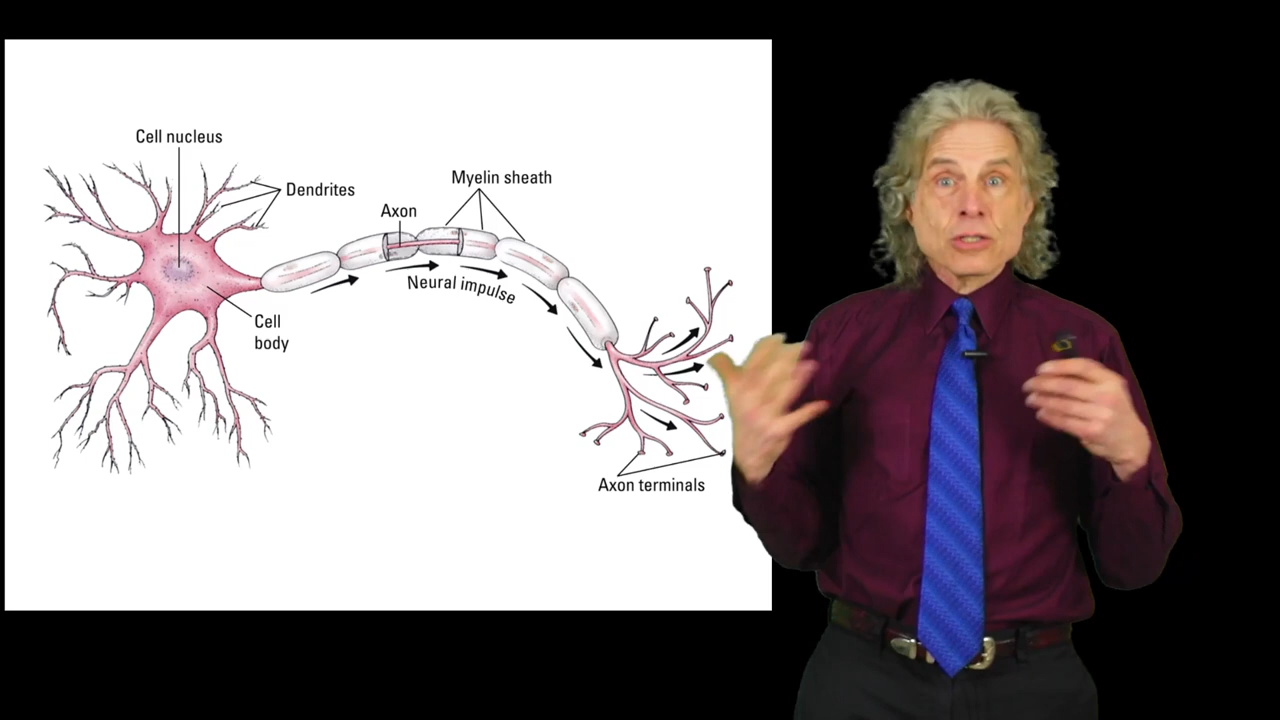 Cell nucleus
Dendrites
Myelin sheath
Axon
Neural impulse
Cell
body
Axon terminals